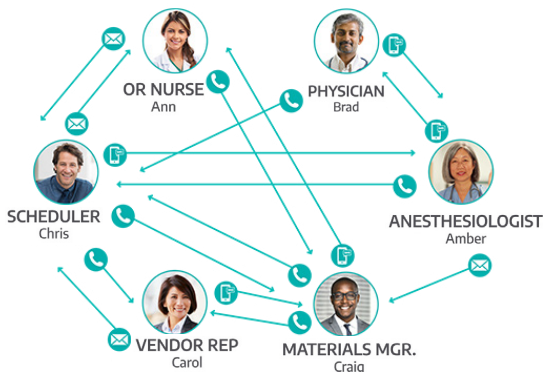 OR NURSE
Ann
PHYSICIAN
Brad
SCHEDULER
Chris
ANESTHESIOLOGIST
Amber
VENDOR REP
Carol
MATERIALS MGR.
Craig